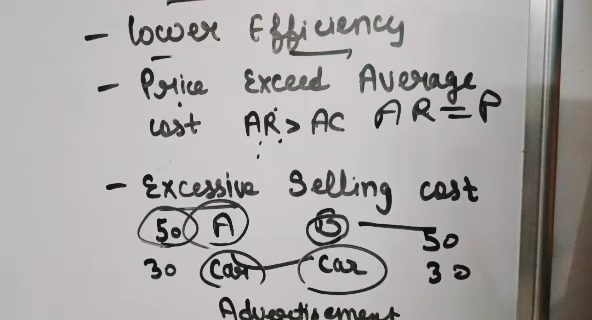 - Lower Efficiency
- Price Exceed Average
cost AR > AC AR = P
- Excessive Selling cost
50 A B 50
30 Car Car 30
Advertisement